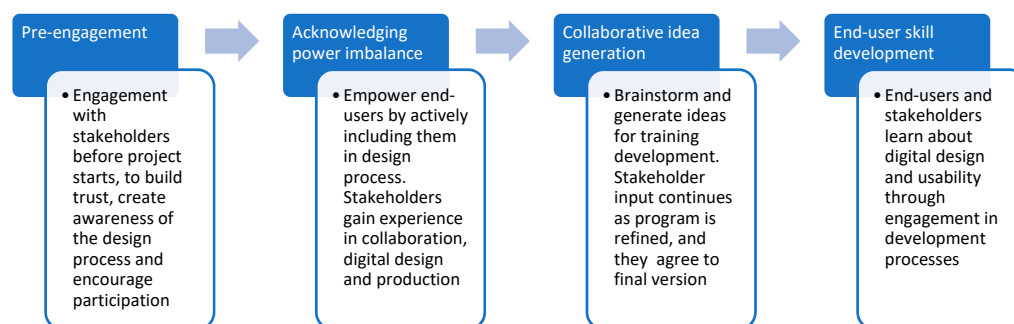 Pre-engagement
• Engagement
with
stakeholders
before project
starts, to build
trust, create
awareness of
the design
process and
encourage
participation
Acknowledging
power imbalance
• Empower end-
users by actively
including them
in design
process.
Stakeholders
gain experience
in collaboration,
digital design
and production
Collaborative idea
generation
• Brainstorm and
generate ideas
for training
development.
Stakeholder
input continues
as program is
refined, and
they  agree to
final version
End-user skill
development
• End-users and
stakeholders
learn about
digital design
and usability
through
engagement in
development
processes